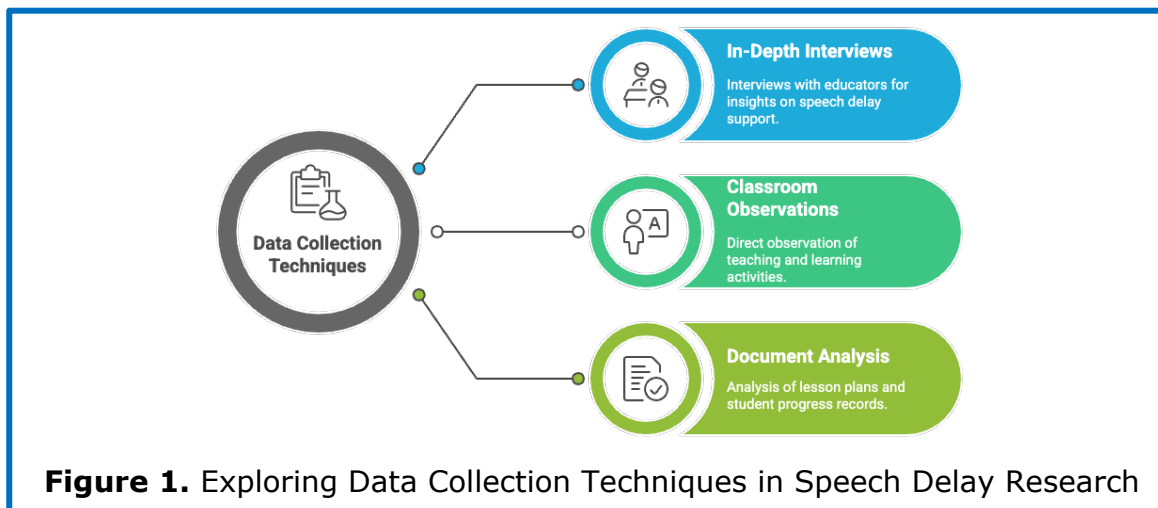 Data Collection
Techniques
In-Depth Interviews
Interviews with educators for
insights on speech delay
support.
A
Classroom
Observations
Direct observation of
teaching and learning
activities.
Document Analysis
Analysis of lesson plans and
student progress records.
Figure 1. Exploring Data Collection Techniques in Speech Delay Research